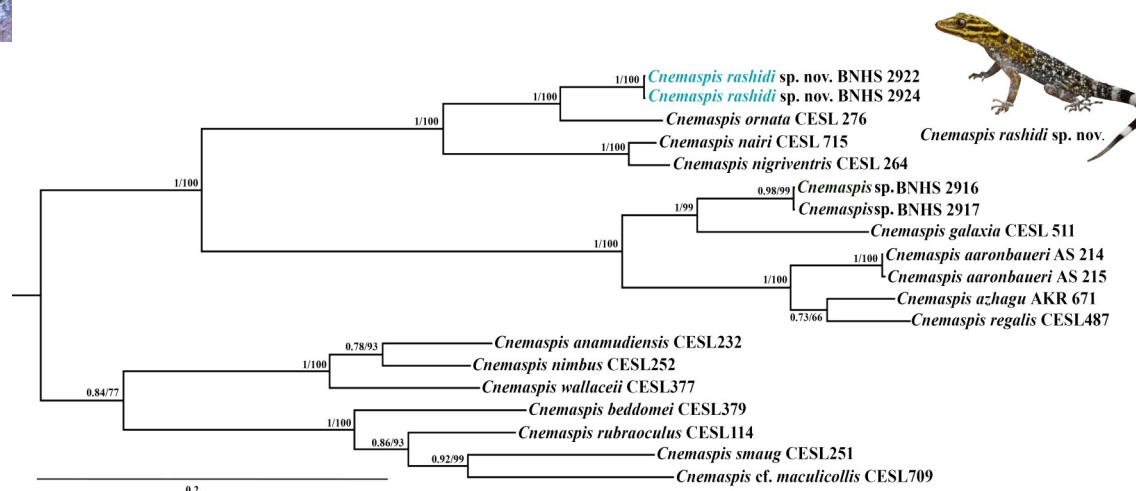 1/100
Cnemaspis rashidi sp. nov. BNHS 2922
1/100
Cnemaspis rashidi sp. nov. BNHS 2924
1/100
Cnemaspis ornata CESL 276
Cnemaspis rashidi sp. nov.
Cnemaspis nairi CESL 715
1/100
Cnemaspis nigriventris CESL 264
1/100
0.98/99
Cnemaspis sp. BNHS 2916
1/99
Cnemaspis sp. BNHS 2917
Cnemaspis galaxia CESL 511
1/100
1/100
Cnemaspis aaronbaueri AS 214
1/100
Cnemaspis aaronbaueri AS 215
Cnemaspis azhagu AKR 671
0.73/66
Cnemaspis regalis CESL487
0.78/93
Cnemaspis anamudiensis CESL232
1/100
Cnemaspis nimbus CESL252
Cnemaspis wallaceii CESL377
0.84/77
Cnemaspis beddomei CESL379
1/100
Cnemaspis rubraoculus CESL114
0.86/93
Cnemaspis smaug CESL251
0.92/99
Cnemaspis cf. maculicollis CESL709
0.2